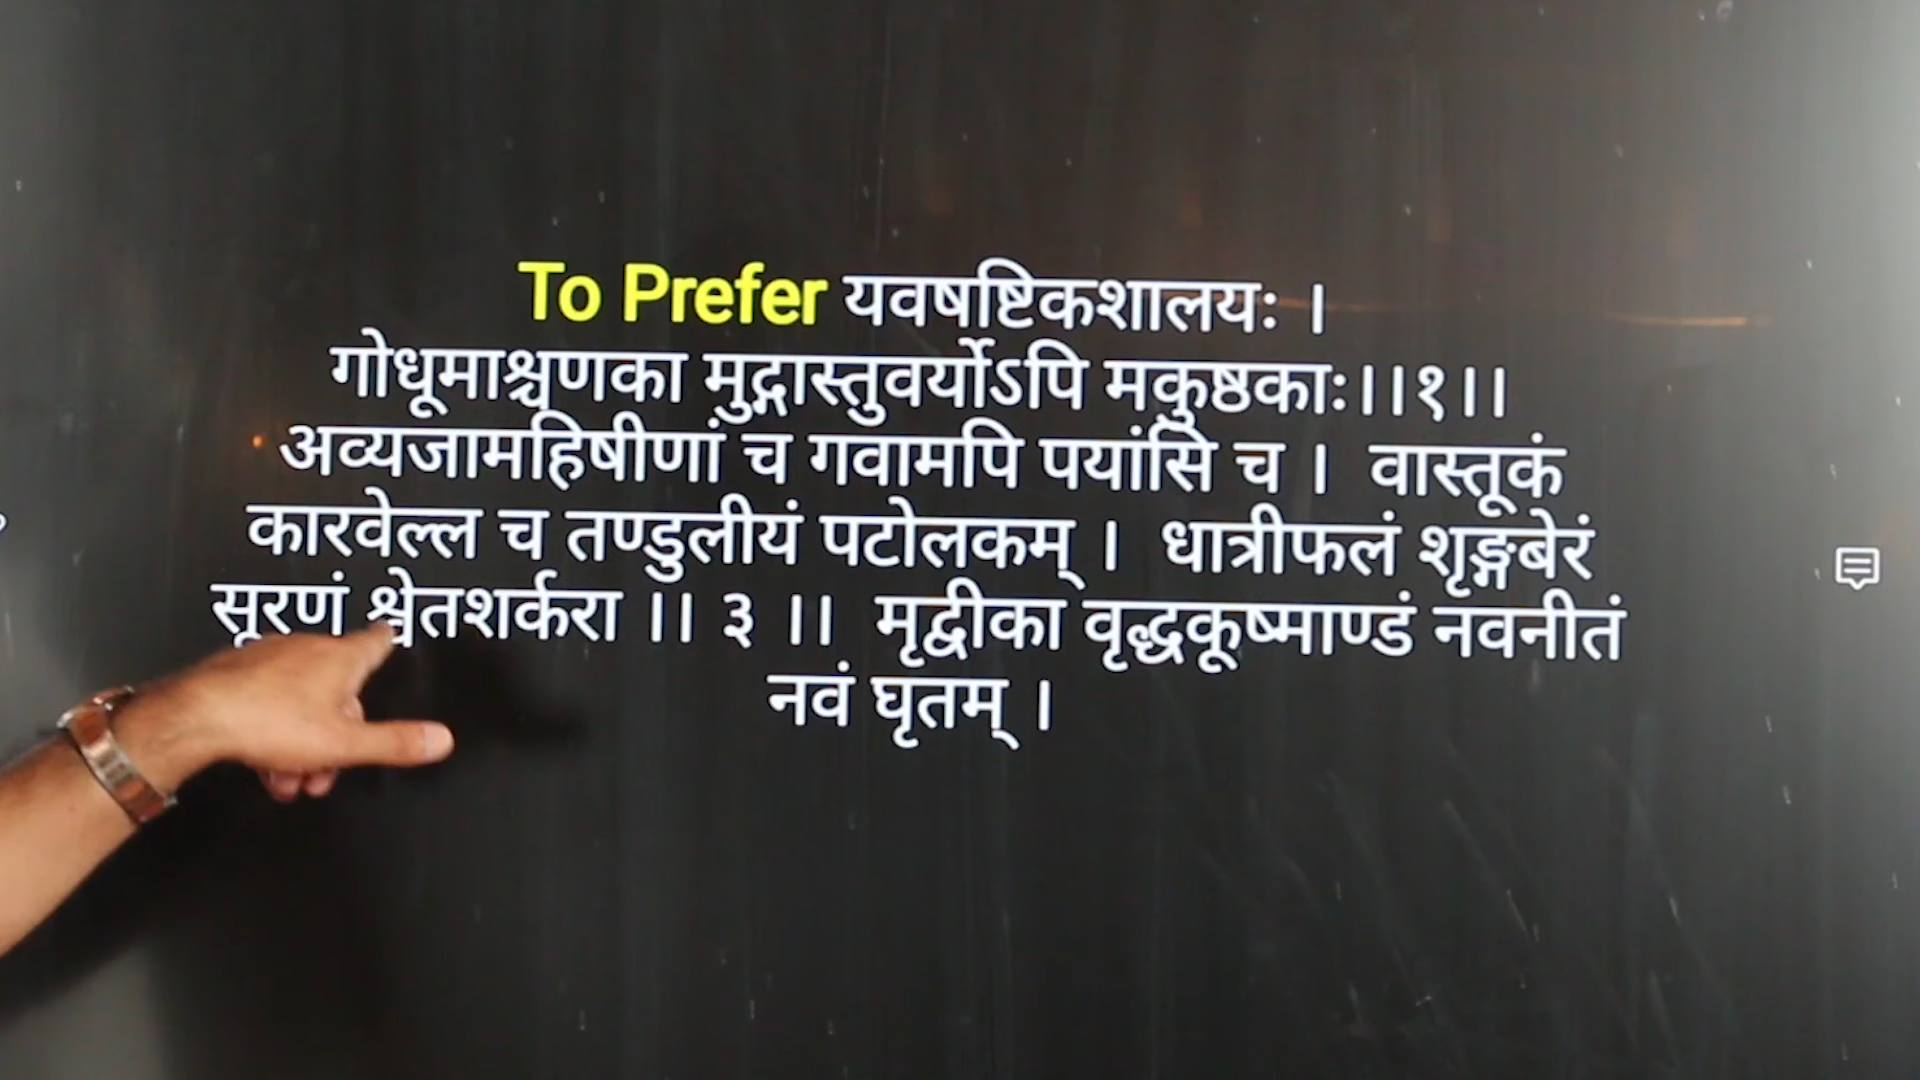 To Prefer यवषष्टिकशालयः ।
गोधूमाश्चणका मुद्गास्तुवर्योऽपि मकुष्ठकाः।।१।।
अव्यजामहिषीणां च गवामपि पयांसि च । वास्तूकं
कारवेल्ल च तण्डुलीयं पटोलकम् । धात्रीफलं शृङ्गबेरं
सूरणं श्वेतशर्करा ।। ३ ।। मृद्वीका वृद्धकूष्माण्डं नवनीतं
नवं घृतम् ।